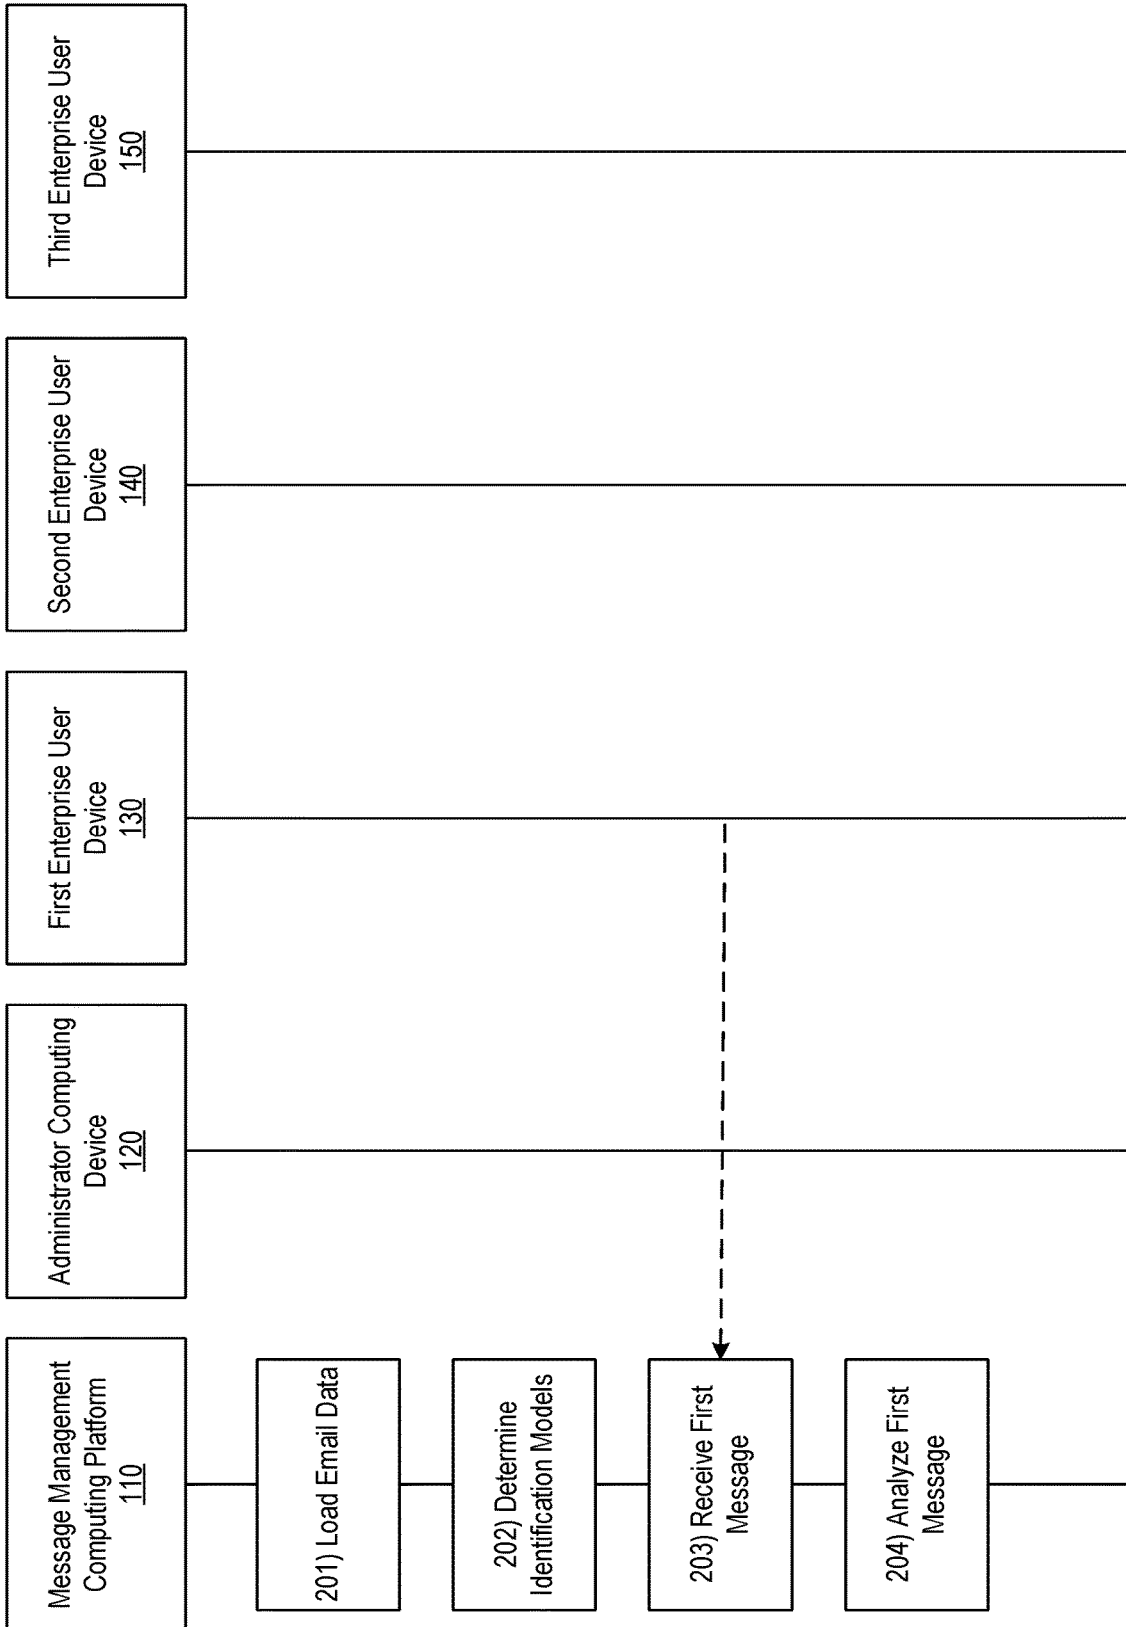 Message Management
Computing Platform
110
Administrator Computing
Device
120
First Enterprise User
Device
130
Second Enterprise User
Device
140
Third Enterprise User
Device
150
201) Load Email Data
202) Determine
Identification Models
203) Receive First
Message
204) Analyze First
Message